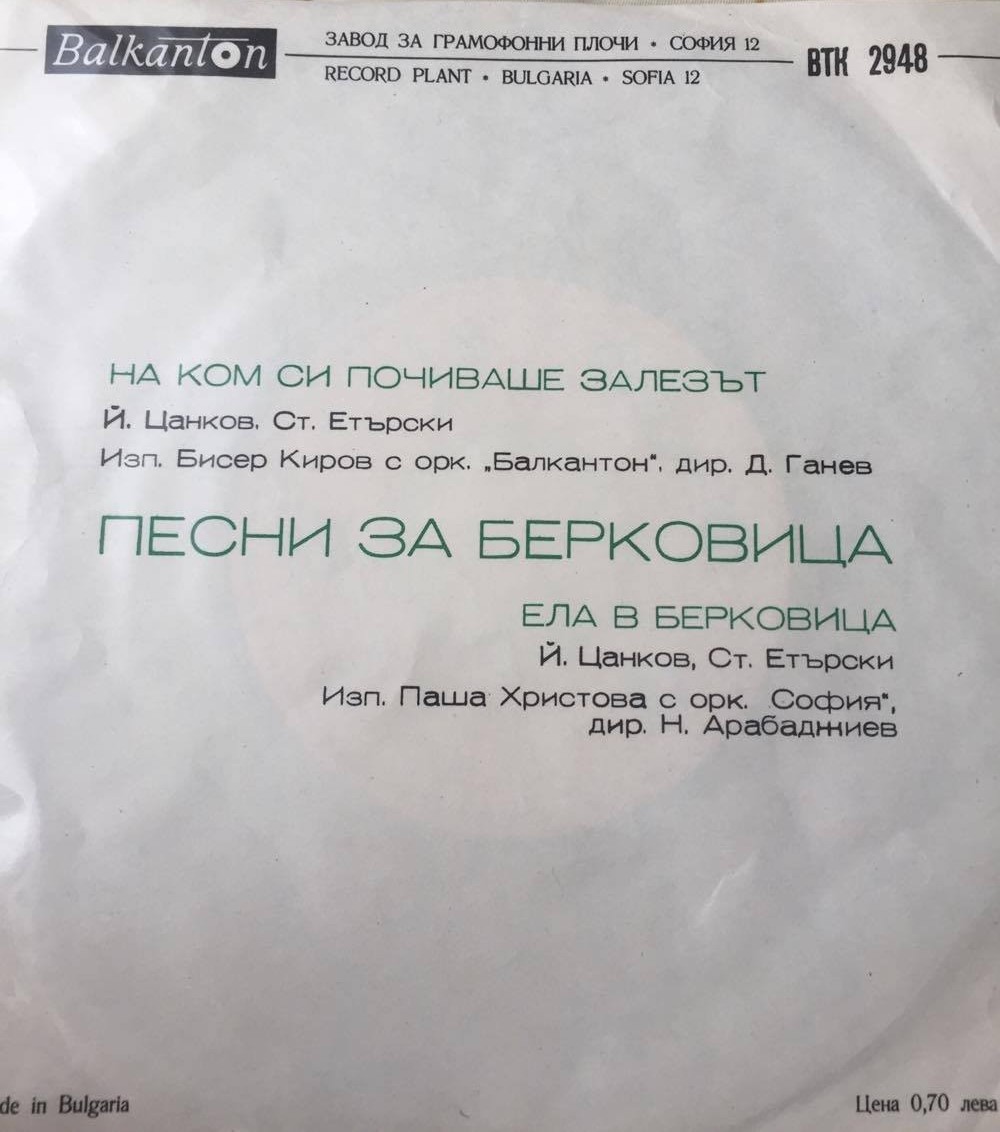 Balkanton
ЗАВОД ЗА ГРАМОФОННИ ПЛОЧИ • СОФИЯ 12
RECORD PLANT • BULGARIA • SOFIA 12
ВТК 2948
НА КОМ СИ ПОЧИВАШЕ ЗАЛЕЗЪТ
Й. Цанков. Ст. Етърски
Изп. Бисер Киров с орк. „Балкантон", дир. Д. Ганев
ПЕСНИ ЗА БЕРКОВИЦА
ЕЛА В БЕРКОВИЦА
Й. Цанков, Ст. Етърски
Изп. Паша Христова с орк. София",
дир. Н. Арабаджиев
de in Bulgaria
Цена 0,70 лева